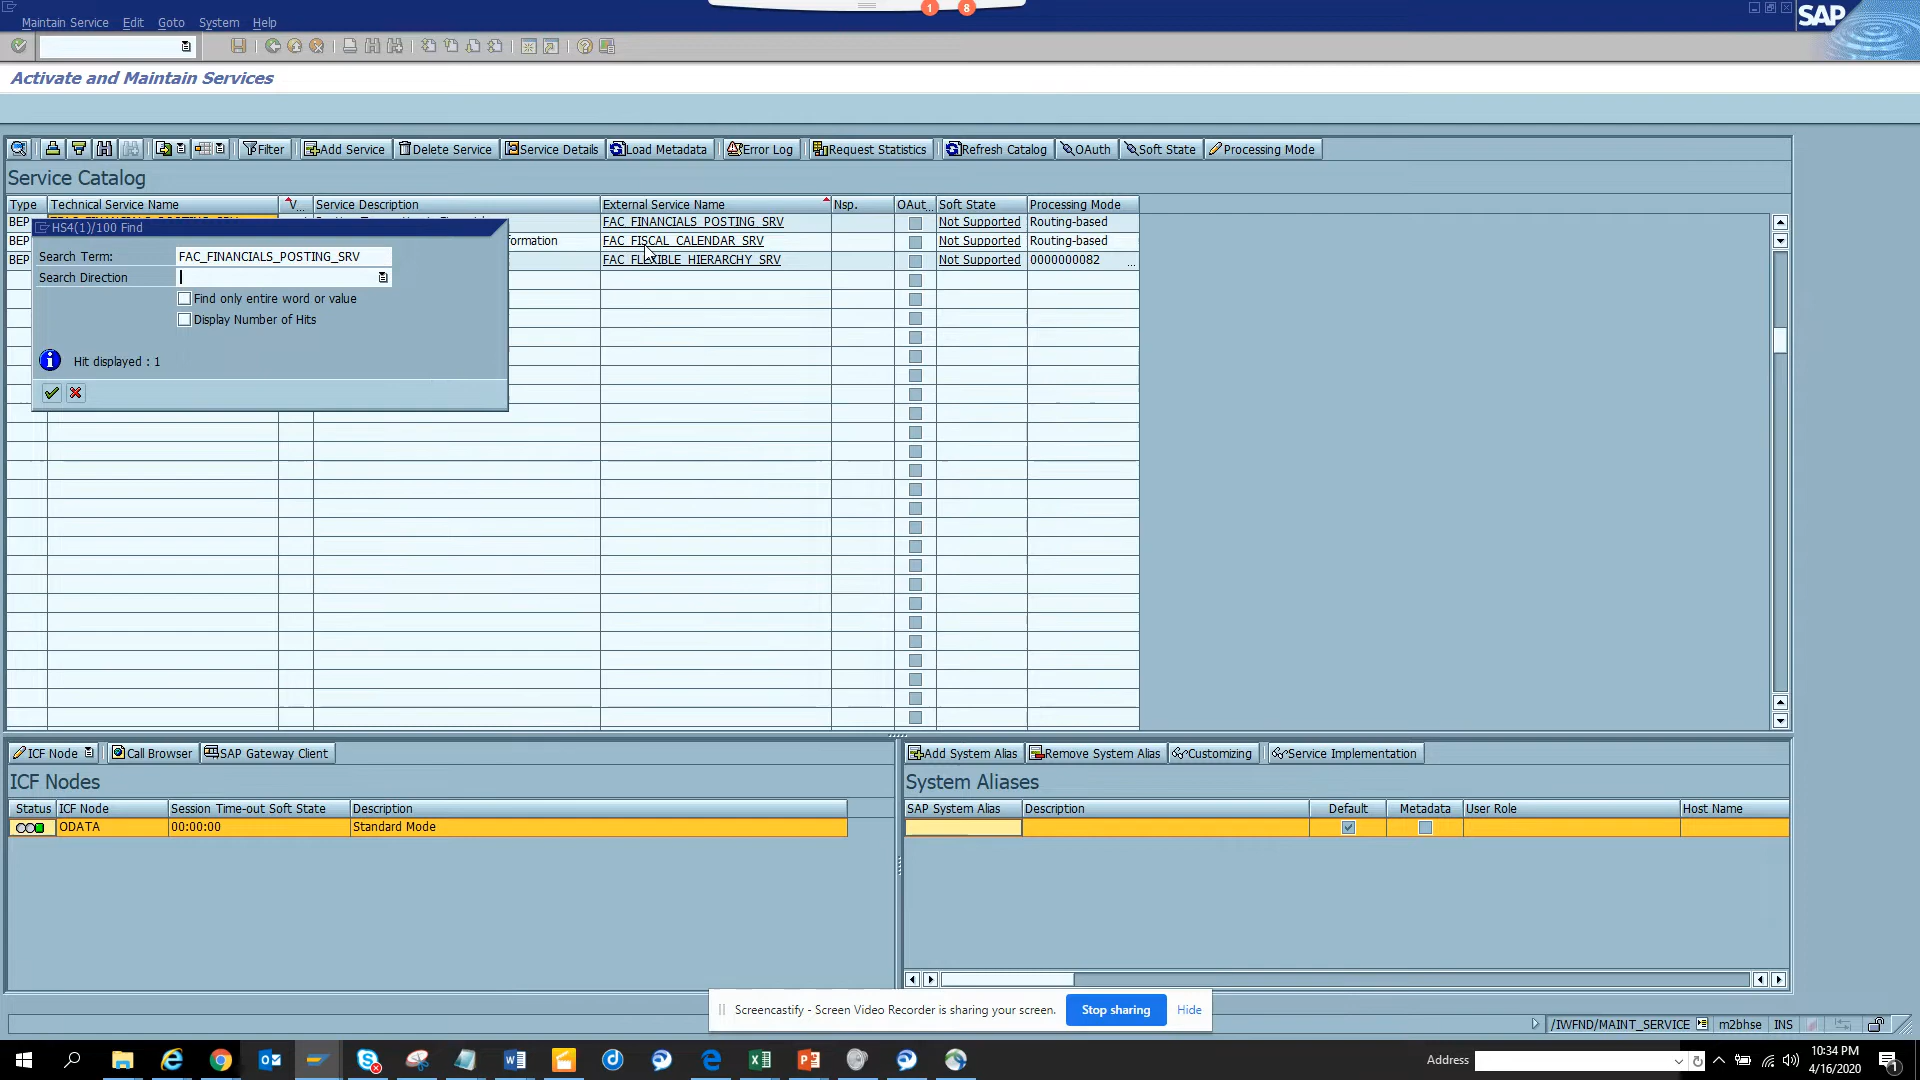 1 8
Maintain Service Edit Goto System Help
SAP
Activate and Maintain Services
Filter Add Service Delete Service Service Details Load Metadata Error Log Request Statistics Refresh Catalog OAuth Soft State Processing Mode
Service Catalog
Type Technical Service Name V... Service Description External Service Name Nsp. OAut... Soft State Processing Mode
BEP FAC_FINANCIALS_POSTING_SRV Not Supported Routing-based
HS4(1)/100 Find
BEP formation FAC_FISCAL_CALENDAR_SRV Not Supported Routing-based
Search Term: FAC_FINANCIALS_POSTING_SRV
BEP FAC_FLEXIBLE_HIERARCHY_SRV Not Supported 0000000082 ...
Search Direction
Find only entire word or value
Display Number of Hits
Hit displayed : 1
ICF Node Call Browser SAP Gateway Client
Add System Alias Remove System Alias Customizing Service Implementation
ICF Nodes
System Aliases
Status ICF Node Session Time-out Soft State Description
SAP System Alias Description Default Metadata User Role Host Name
ODATA 00:00:00 Standard Mode
Screencastify - Screen Video Recorder is sharing your screen. Stop sharing Hide
/IWFND/MAINT_SERVICE m2bhse INS
Address
10:34 PM
4/16/2020
1